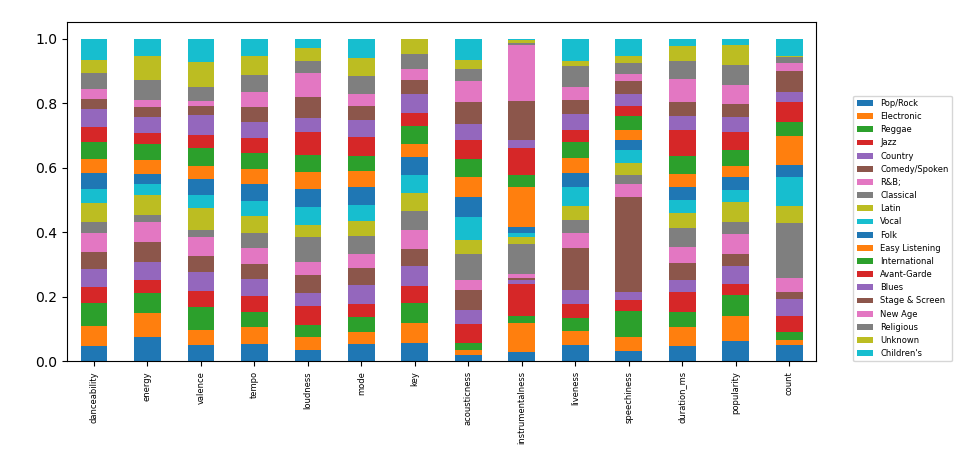 1.0
0.8
0.6
0.4
0.2
0.0
danceability
energy
valence
tempo
loudness
mode
key
acousticness
instrumentalness
liveness
speechiness
duration_ms
popularity
count
Pop/Rock
Electronic
Reggae
Jazz
Country
Comedy/Spoken
R&B;
Classical
Latin
Vocal
Folk
Easy Listening
International
Avant-Garde
Blues
Stage & Screen
New Age
Religious
Unknown
Children's